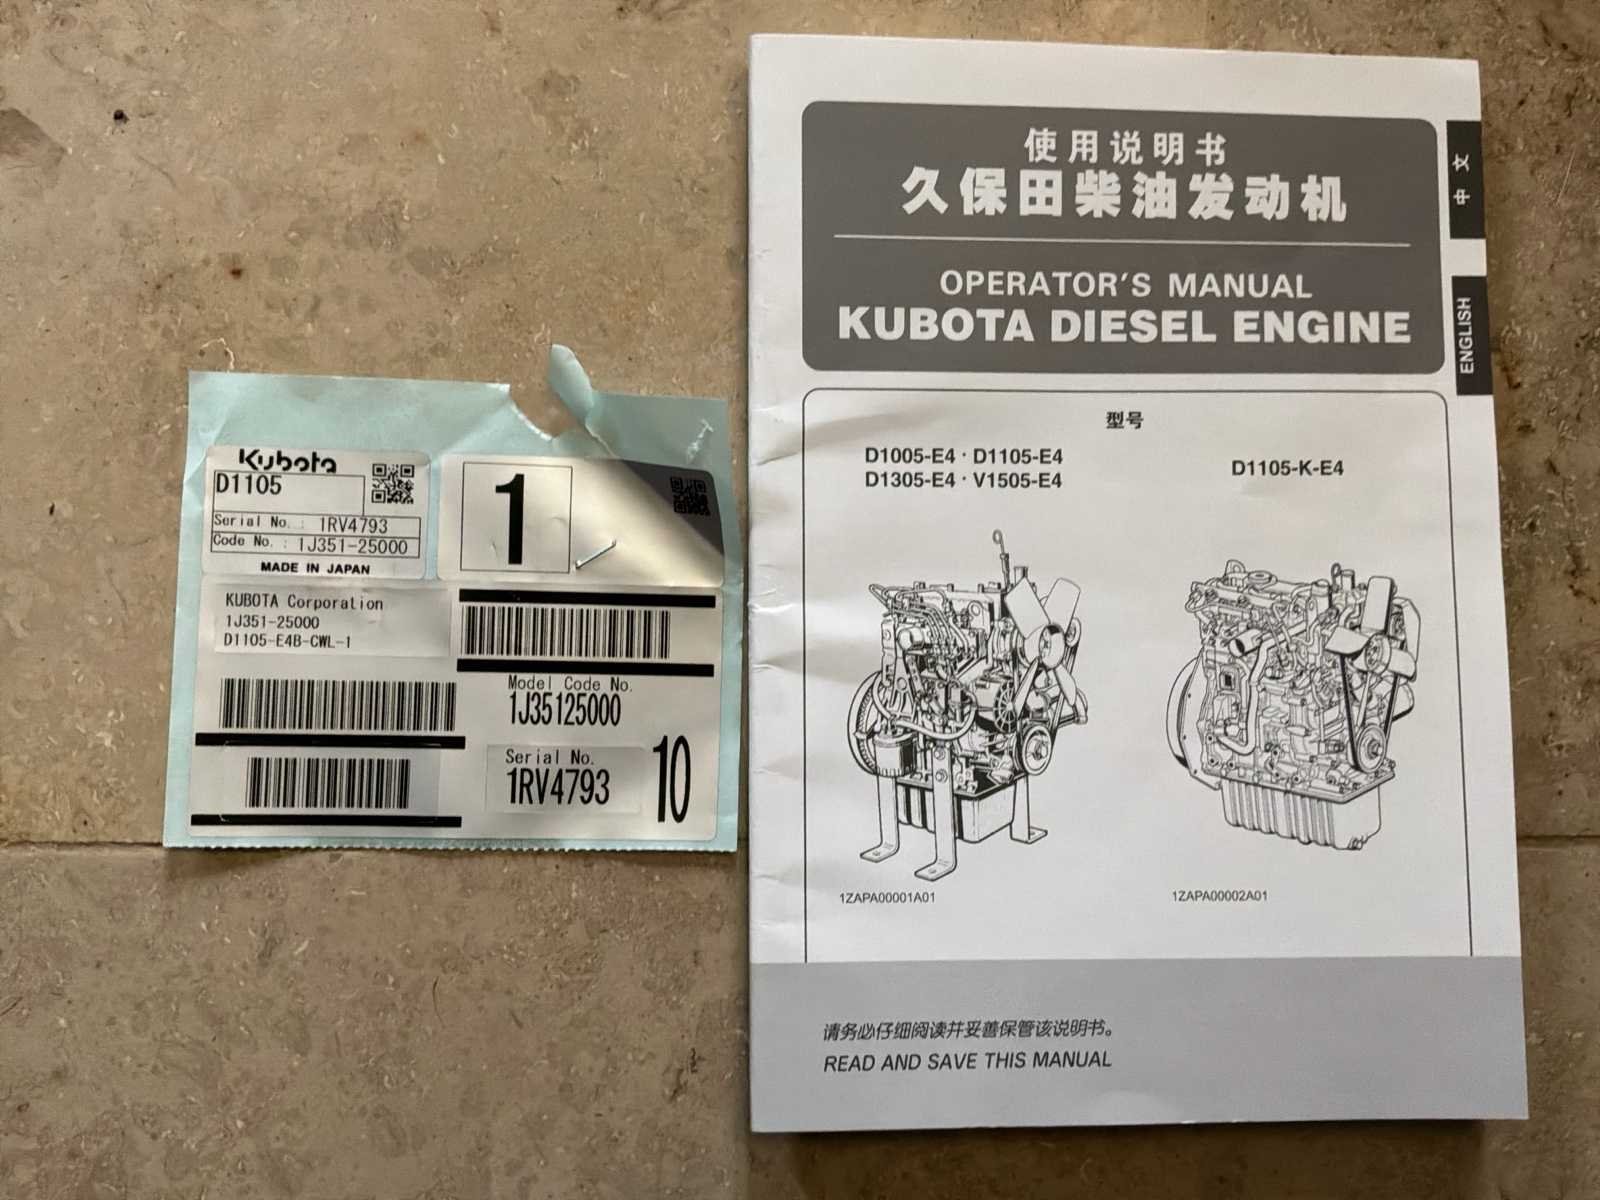 Kubota
D1105
Serial No. : 1RV4793
Code No. : 1J351-25000
MADE IN JAPAN
1
KUBOTA Corporation
1J351-25000
D1105-E4B-CWL-1
Model Code No.
1J35125000
Serial No.
1RV4793
10
使用说明书
久保田柴油发动机
OPERATOR'S MANUAL
KUBOTA DIESEL ENGINE
中文
ENGLISH
型号
D1005-E4・D1105-E4
D1305-E4・V1505-E4
D1105-K-E4
1ZAPA00001A01
1ZAPA00002A01
请务必仔细阅读并妥善保管该说明书。
READ AND SAVE THIS MANUAL